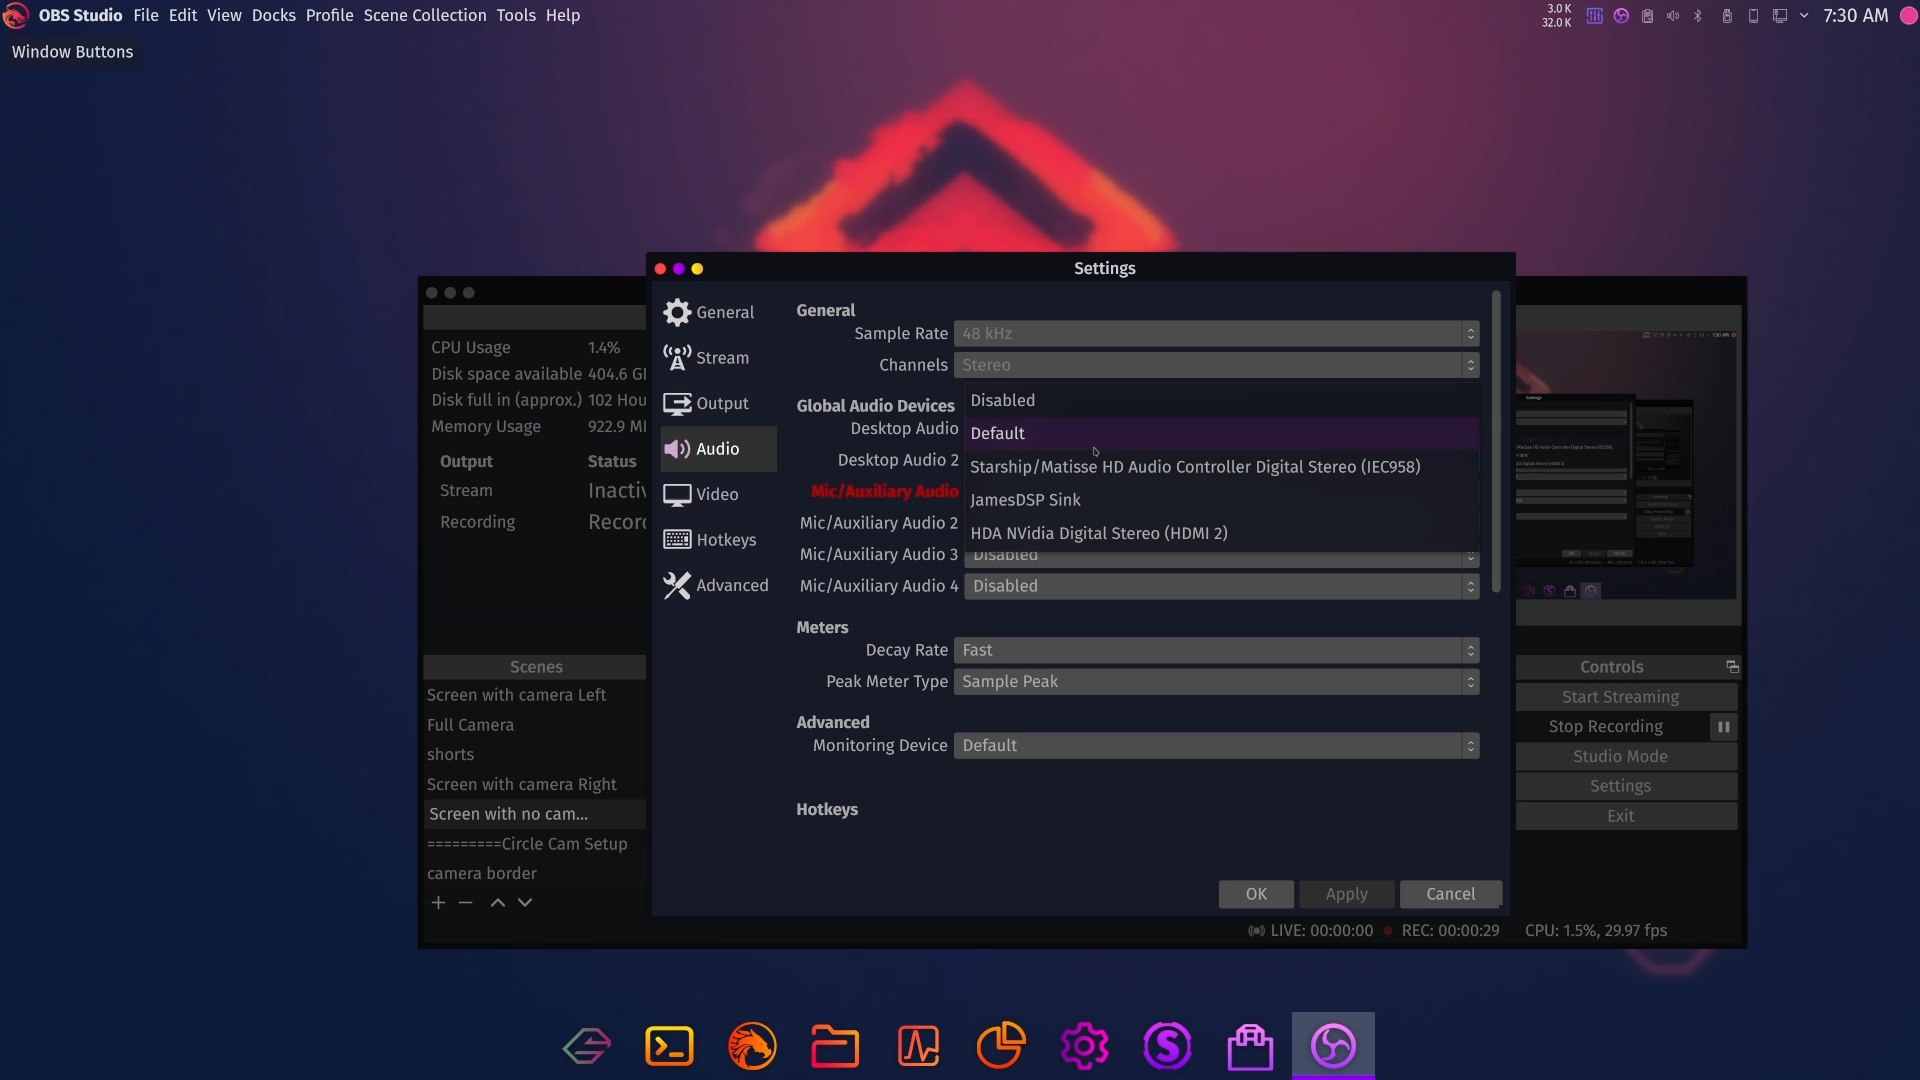 OBS Studio File Edit View Docks Profile Scene Collection Tools Help
3.0 K
32.0 K
7:30 AM
Window Buttons
Settings
General
Stream
Output
Audio
Video
Hotkeys
Advanced
General
Sample Rate 48 kHz
Channels Stereo
Global Audio Devices
Desktop Audio
Desktop Audio 2
Mic/Auxiliary Audio
Mic/Auxiliary Audio 2
Mic/Auxiliary Audio 3 Disabled
Mic/Auxiliary Audio 4 Disabled
Disabled
Default
Starship/Matisse HD Audio Controller Digital Stereo (IEC958)
JamesDSP Sink
HDA NVidia Digital Stereo (HDMI 2)
Meters
Decay Rate Fast
Peak Meter Type Sample Peak
Advanced
Monitoring Device Default
Hotkeys
OK Apply Cancel
CPU Usage 1.4%
Disk space available 404.6 G
Disk full in (approx.) 102 Hou
Memory Usage 922.9 M
Output Status
Stream Inactiv
Recording Recor
Scenes
Screen with camera Left
Full Camera
shorts
Screen with camera Right
Screen with no cam...
=========Circle Cam Setup
camera border
Controls
Start Streaming
Stop Recording
Studio Mode
Settings
Exit
LIVE: 00:00:00 REC: 00:00:29 CPU: 1.5%, 29.97 fps